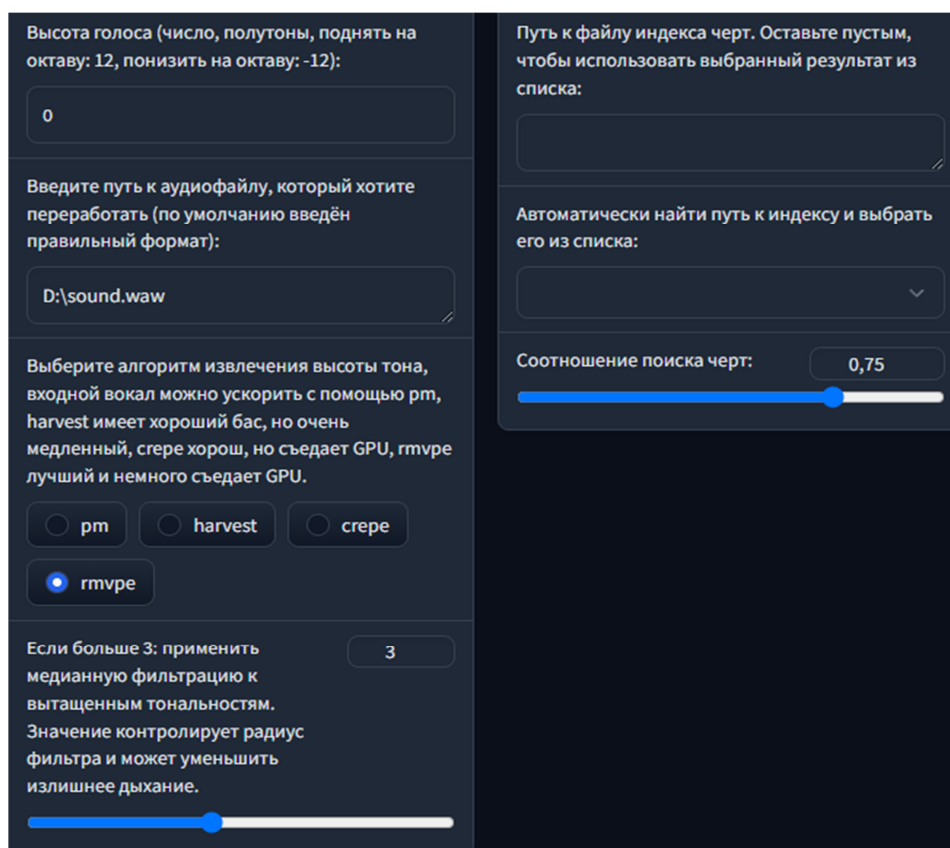 Высота голоса (число, полутоны, поднять на
октаву: 12, понизить на октаву: -12):
0
Введите путь к аудиофайлу, который хотите
переработать (по умолчанию введён
правильный формат):
D:\sound.waw
Выберите алгоритм извлечения высоты тона,
входной вокал можно ускорить с помощью pm,
harvest имеет хороший бас, но очень
медленный, crepe хорош, но съедает GPU, rmvpe
лучший и немного съедает GPU.
pm harvest crepe
rmvpe
Если больше 3: применить
медианную фильтрацию к
вытащенным тональностям.
Значение контролирует радиус
фильтра и может уменьшить
излишнее дыхание.
3
Путь к файлу индекса черт. Оставьте пустым,
чтобы использовать выбранный результат из
списка:
Автоматически найти путь к индексу и выбрать
его из списка:
Соотношение поиска черт: 0,75